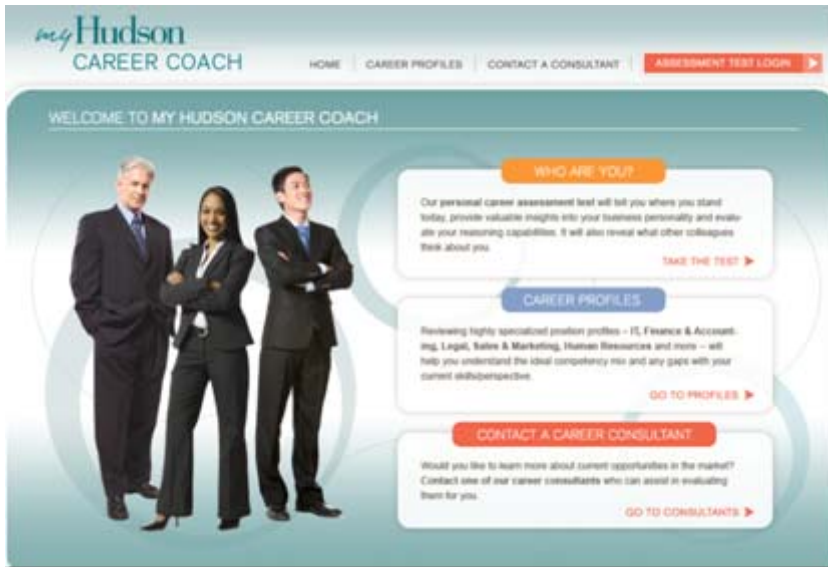 myHudson
CAREER COACH
HOME CAREER PROFILES CONTACT A CONSULTANT ASSESSMENT TEST LOGIN
WELCOME TO MY HUDSON CAREER COACH
WHO ARE YOU?
Our personal career assessment test will tell you where you stand
today, provide valuable insights into your business personality and evalu-
ate your reasoning capabilities. It will also reveal what other colleagues
think about you.
TAKE THE TEST
CAREER PROFILES
Reviewing highly specialized position profiles – IT, Finance & Account-
ing, Legal, Sales & Marketing, Human Resources and more – will
help you understand the ideal competency mix and any gaps with your
current skills/perspective.
GO TO PROFILES
CONTACT A CAREER CONSULTANT
Would you like to learn more about current opportunities in the market?
Contact one of our career consultants who can assist in evaluating
them for you.
GO TO CONSULTANTS